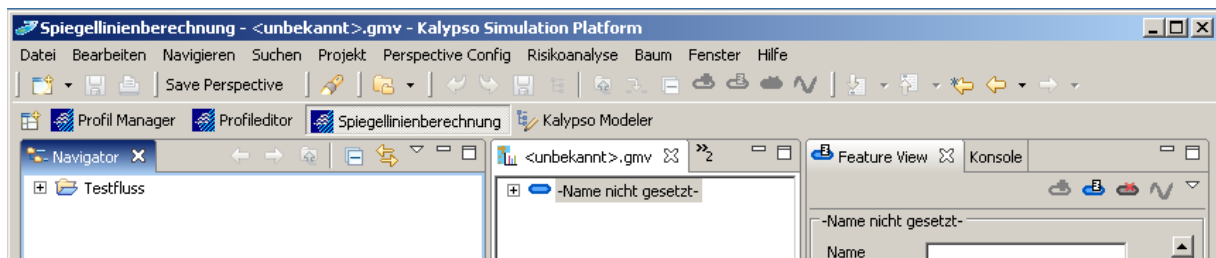 Spiegellinienberechnung - <unbekannt>.gmv - Kalypso Simulation Platform
Datei Bearbeiten Navigieren Suchen Projekt Perspective Config Risikoanalyse Baum Fenster Hilfe
Save Perspective
Profil Manager Profileditor Spiegellinienberechnung Kalypso Modeler
Navigator <unbekannt>.gmv »2 Feature View Konsole
Testfluss -Name nicht gesetzt-
-Name nicht gesetzt-
Name